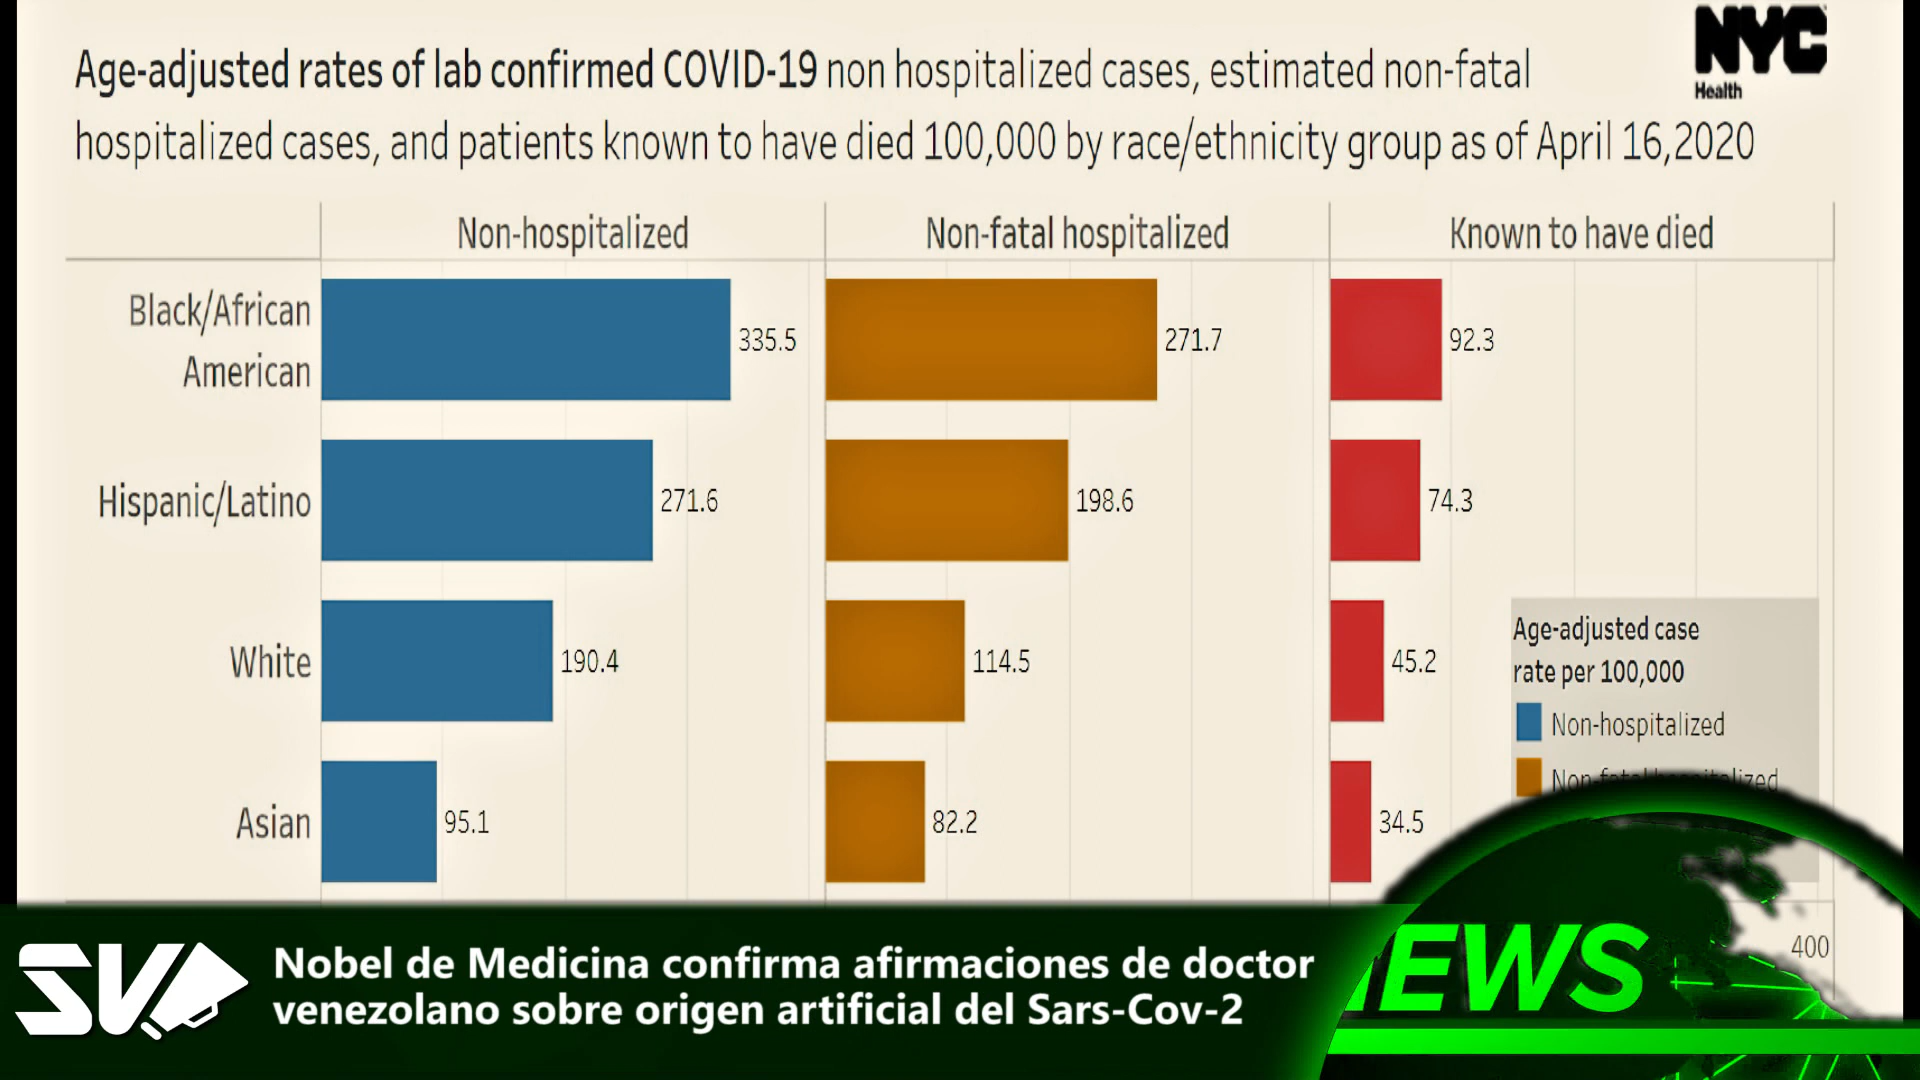 NYC
Health
Age-adjusted rates of lab confirmed COVID-19 non hospitalized cases, estimated non-fatal
hospitalized cases, and patients known to have died 100,000 by race/ethnicity group as of April 16,2020
Non-hospitalized Non-fatal hospitalized Known to have died
Black/African
American
335.5 271.7 92.3
Hispanic/Latino 271.6 198.6 74.3
White 190.4 114.5 45.2
Asian 95.1 82.2 34.5
Age-adjusted case
rate per 100,000
Non-hospitalized
Non-fatal hospitalized
400
SV
Nobel de Medicina confirma afirmaciones de doctor
venezolano sobre origen artificial del Sars-Cov-2
NEWS